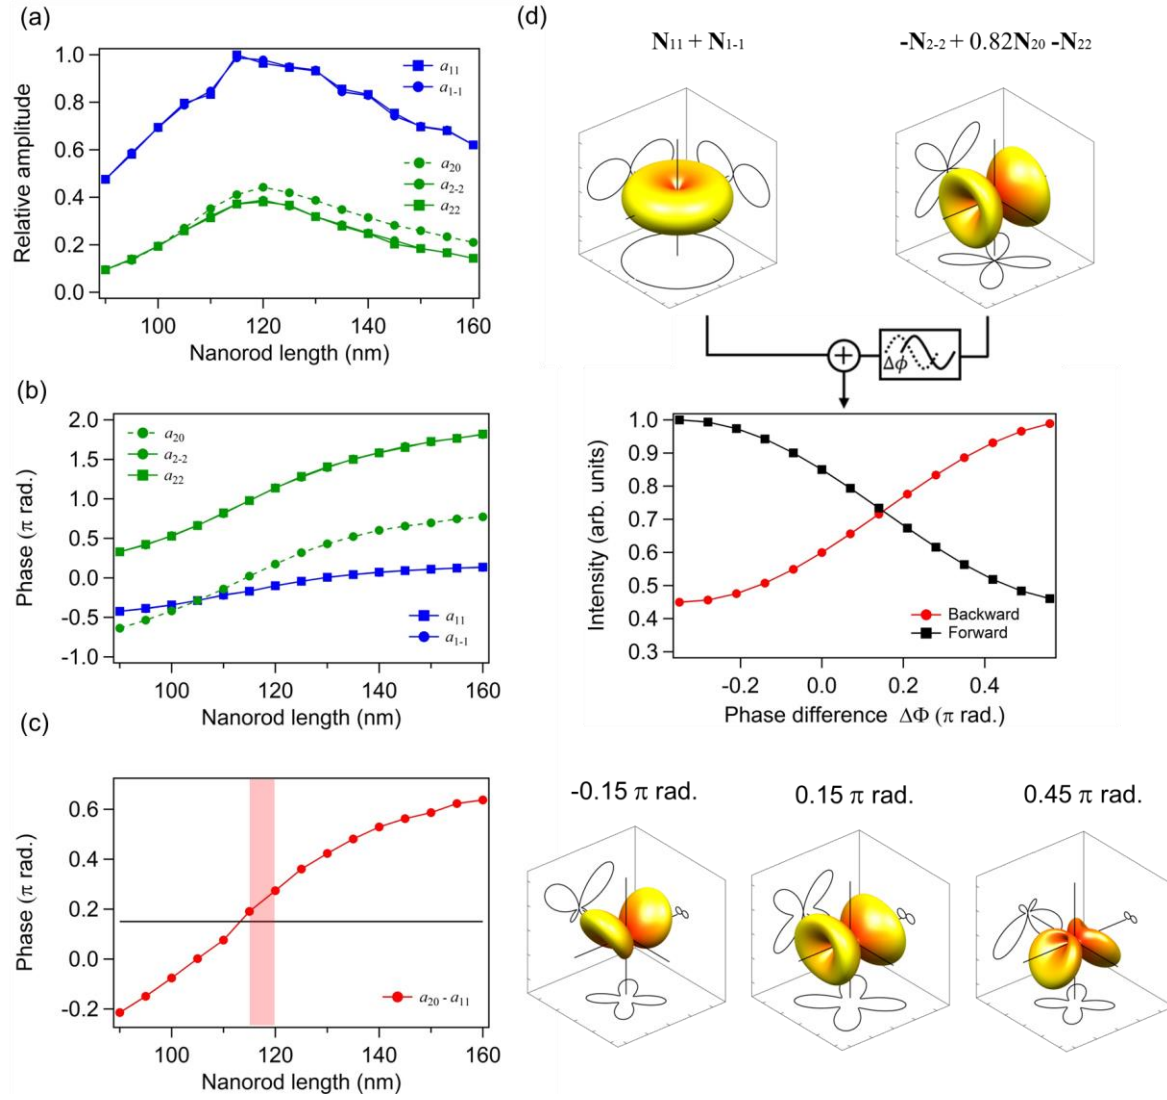 (a)
1.0
0.8
0.6
0.4
0.2
0.0
Relative amplitude
a11
a1-1
a20
a2-2
a22
100
120
140
160
Nanorod length (nm)
(b)
2.0
1.5
1.0
0.5
0.0
-0.5
-1.0
Phase (π rad.)
a20
a2-2
a22
a11
a1-1
100
120
140
160
Nanorod length (nm)
(c)
0.6
0.4
0.2
0.0
-0.2
Phase (π rad.)
a20 - a11
100
120
140
160
Nanorod length (nm)
(d)
N11 + N1-1
-N2-2 + 0.82N20 -N22
+
Δϕ
1.0
0.9
0.8
0.7
0.6
0.5
0.4
0.3
Intensity (arb. units)
Backward
Forward
-0.2
0.0
0.2
0.4
Phase difference ΔΦ (π rad.)
-0.15 π rad.
0.15 π rad.
0.45 π rad.